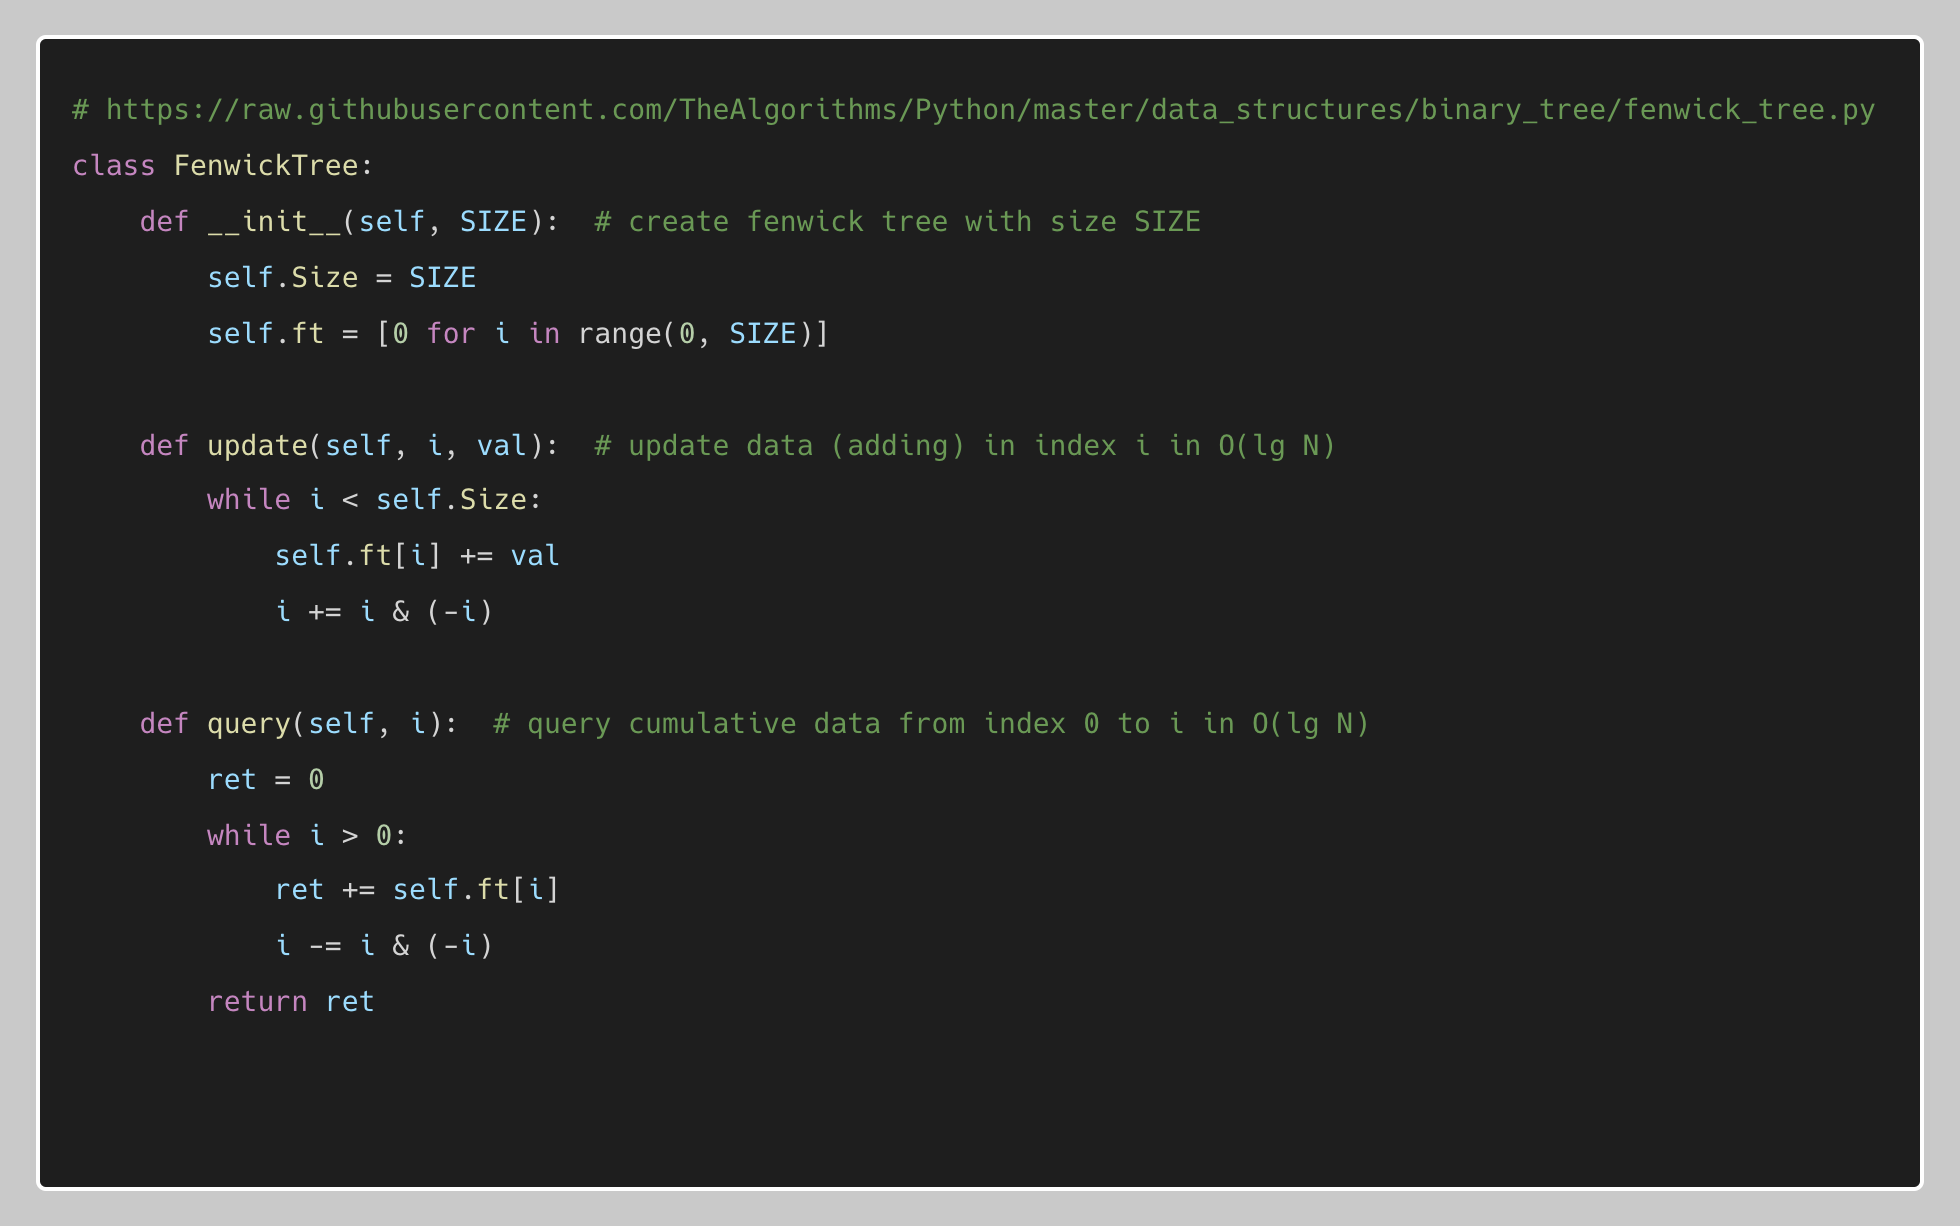 # https://raw.githubusercontent.com/TheAlgorithms/Python/master/data_structures/binary_tree/fenwick_tree.py
class FenwickTree:
    def __init__(self, SIZE):  # create fenwick tree with size SIZE
        self.Size = SIZE
        self.ft = [0 for i in range(0, SIZE)]

    def update(self, i, val):  # update data (adding) in index i in O(lg N)
        while i < self.Size:
            self.ft[i] += val
            i += i & (-i)

    def query(self, i):  # query cumulative data from index 0 to i in O(lg N)
        ret = 0
        while i > 0:
            ret += self.ft[i]
            i -= i & (-i)
        return ret